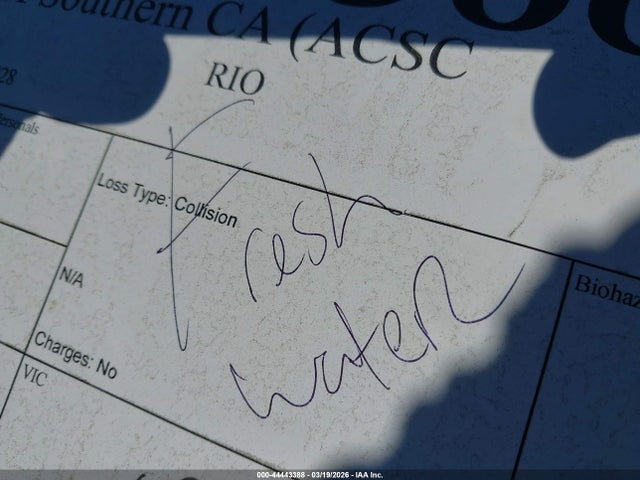 Southern CA (ACSC
28
RIO
Personals
Loss Type: Collision
Fresh
water
N/A
Charges: No
VIC
Biohaz
000-44443388 - 03/19/2026 - IAA Inc.